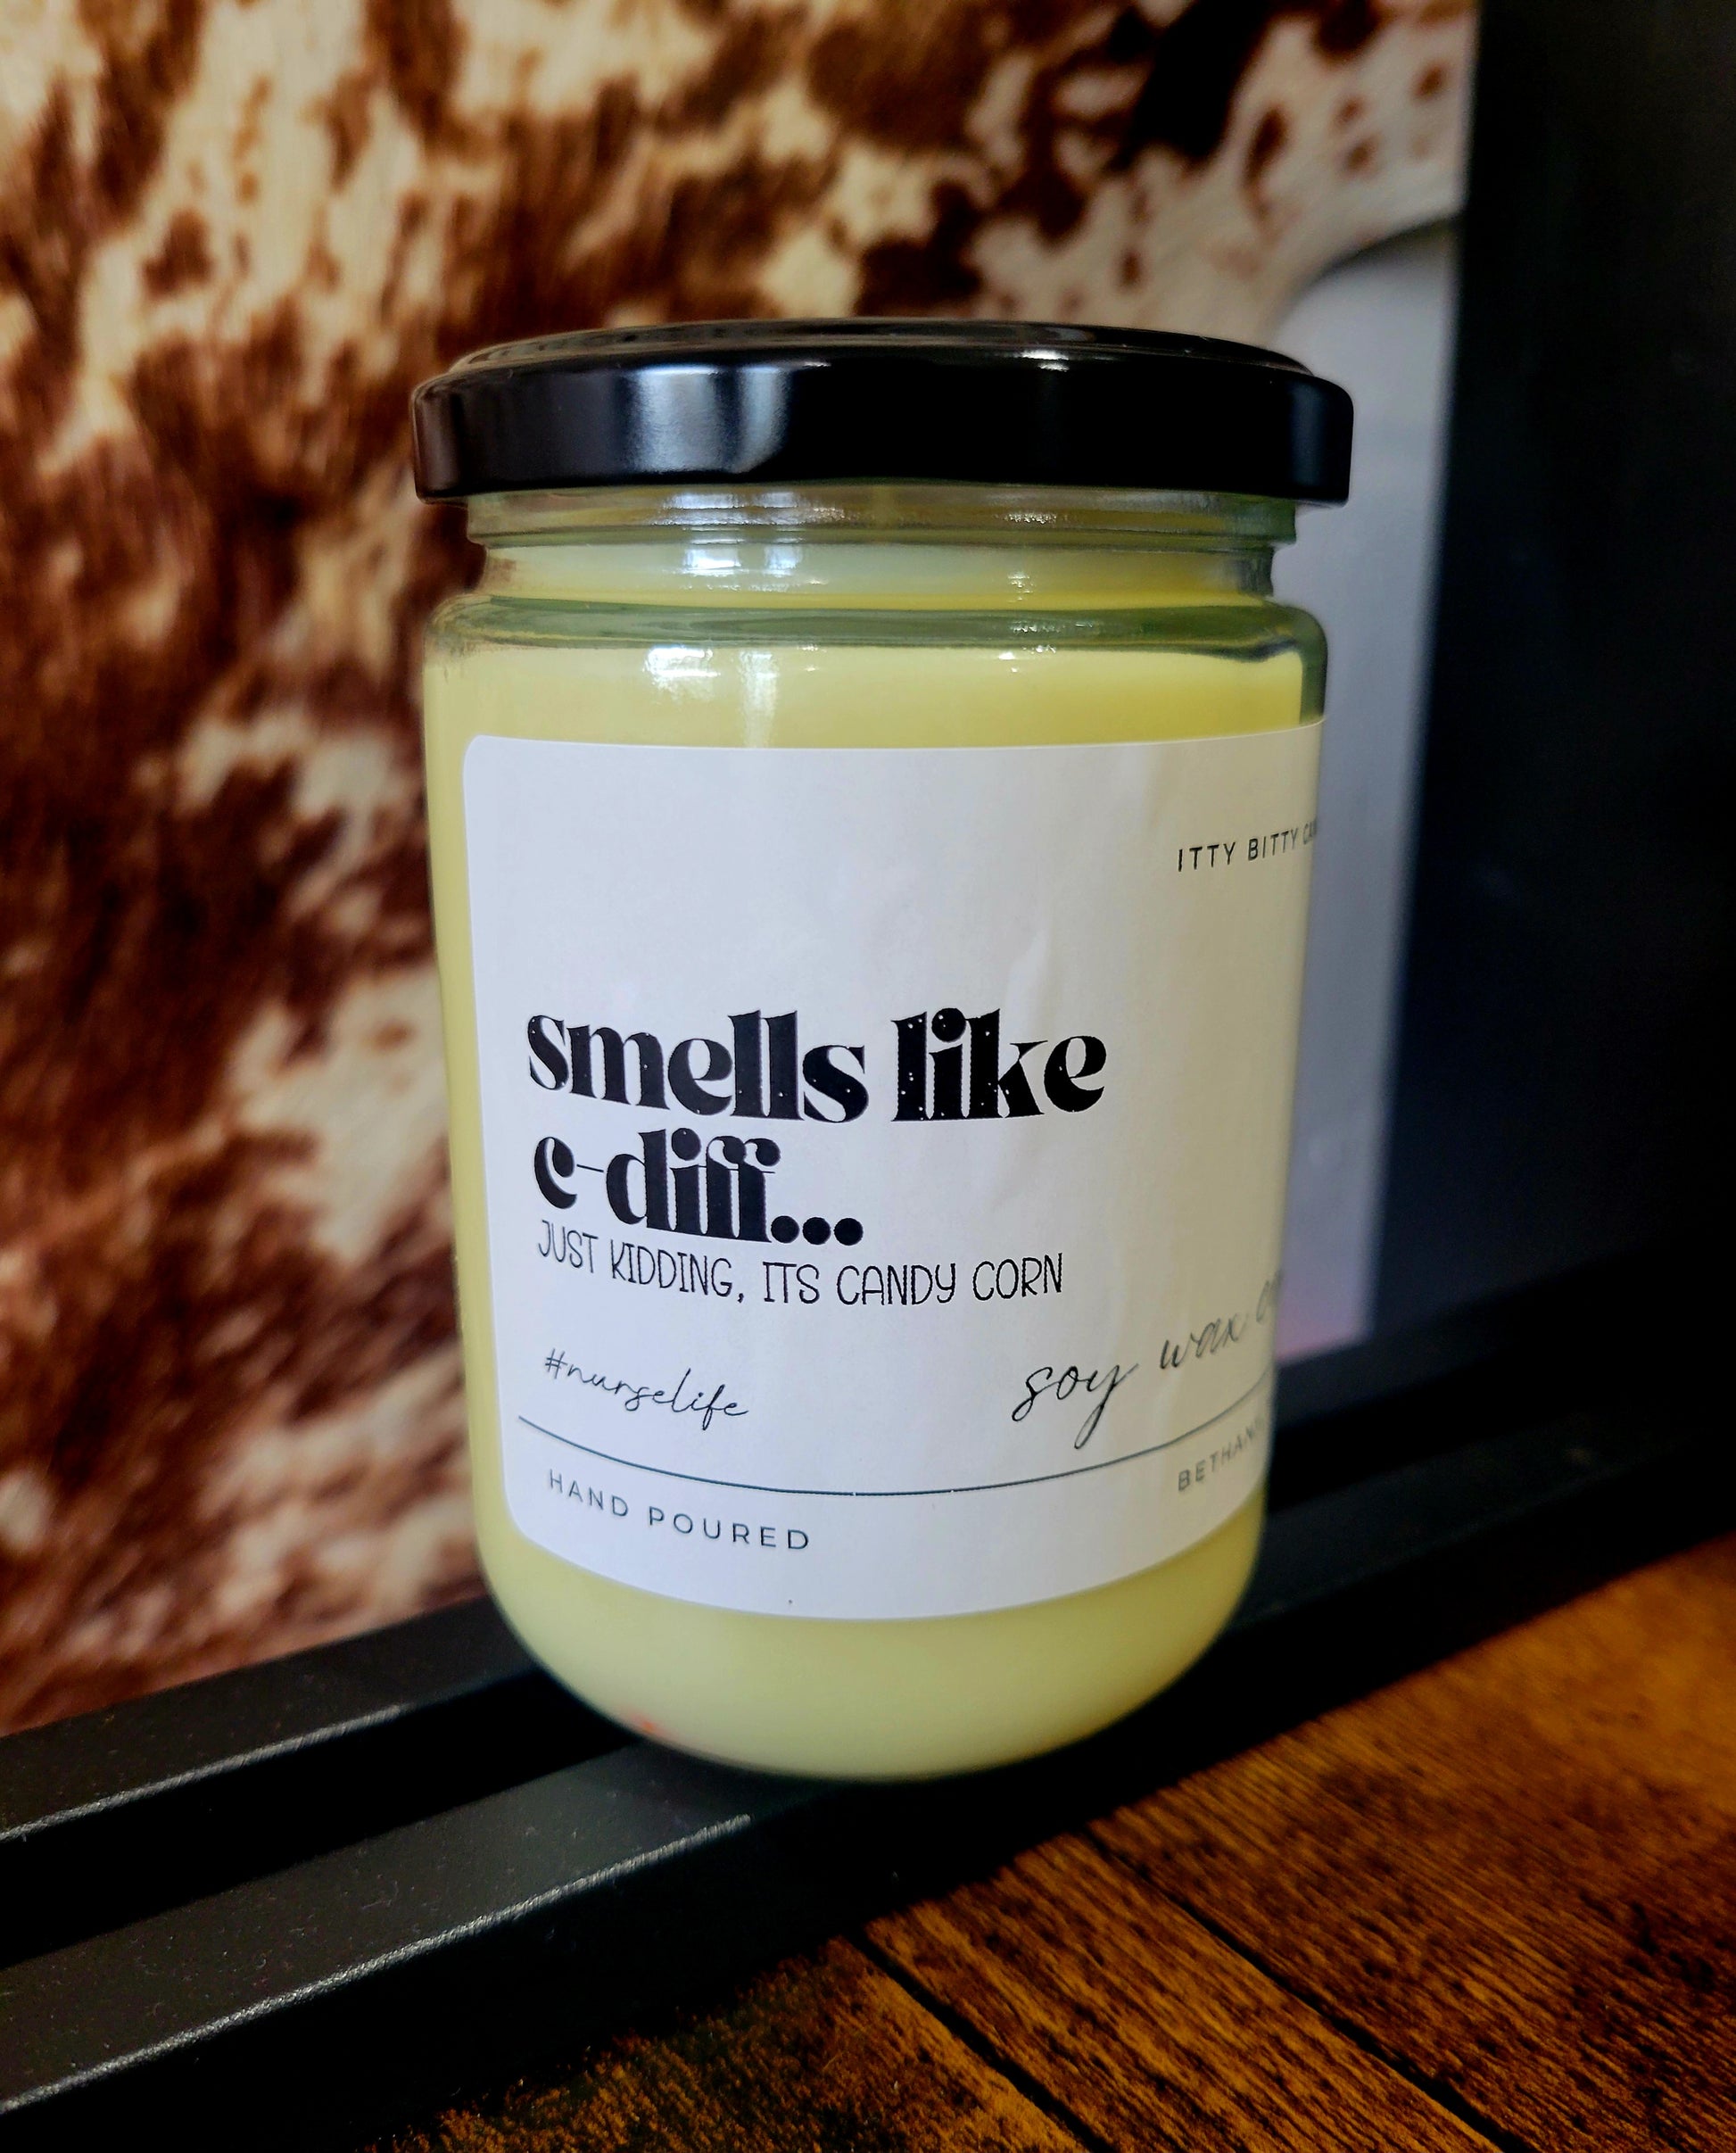 ITTY BITTY
smells like
c-diff...
JUST KIDDING, ITS CANDY CORN
#nurselife
soy wax
HAND POURED